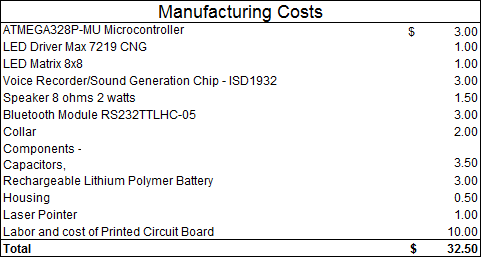 Manufacturing Costs
ATMEGA328P-MU Microcontroller $ 3.00
LED Driver Max 7219 CNG 1.00
LED Matrix 8x8 1.00
Voice Recorder/Sound Generation Chip - ISD1932 3.00
Speaker 8 ohms 2 watts 1.50
Bluetooth Module RS232TTLHC-05 3.00
Collar 2.00
Components -
Capacitors, 3.50
Rechargeable Lithium Polymer Battery 3.00
Housing 0.50
Laser Pointer 1.00
Labor and cost of Printed Circuit Board 10.00
Total $ 32.50